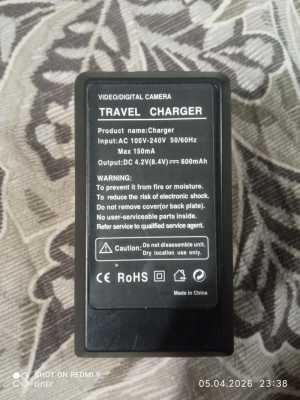 VIDEO/DIGITAL CAMERA
TRAVEL CHARGER
Product name:Charger
Input:AC 100V-240V 50/60Hz
Max 150mA
Output:DC 4.2V(8.4V)⎓600mAh
WARNING:
To prevent it from fire or moisture.
To reduce the risk of electronic shock.
Do not remove cover(or back plate).
No user-serviceable parts inside.
Refer service to qualified service agent.
Caution: Do not disassemble unit.
Dry location use only.
CE RoHS
Made in China
SHOT ON REDMI 9
05.04.2026 23:38